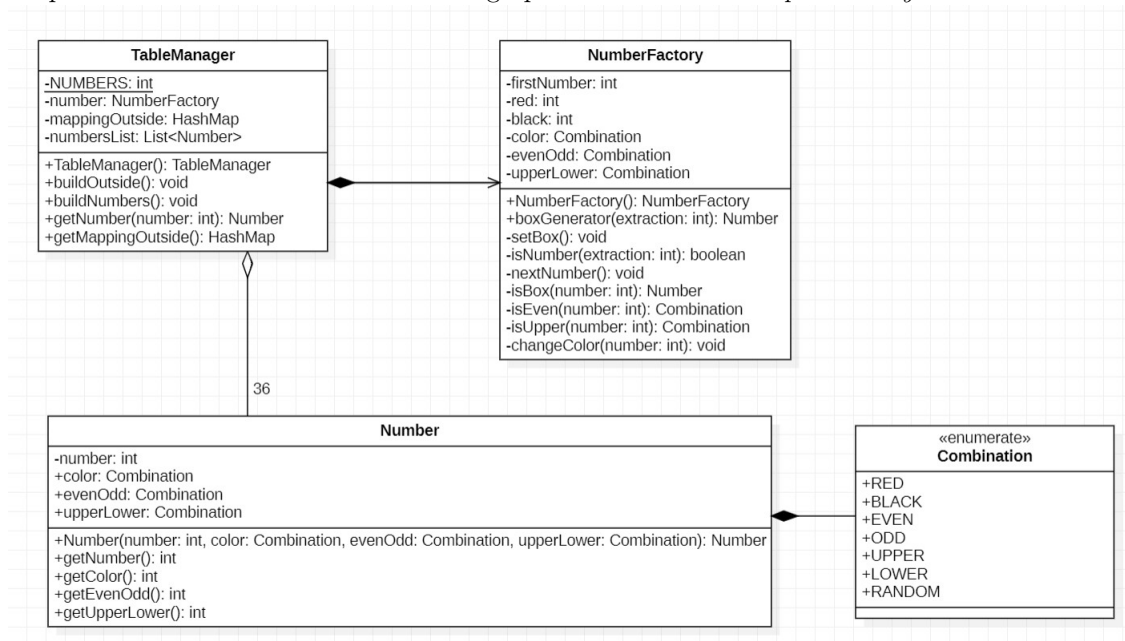 TableManager
-NUMBERS: int
-number: NumberFactory
-mappingOutside: HashMap
-numbersList: List<Number>
+TableManager(): TableManager
+buildOutside(): void
+buildNumbers(): void
+getNumber(number: int): Number
+getMappingOutside(): HashMap
NumberFactory
-firstNumber: int
-red: int
-black: int
-color: Combination
-evenOdd: Combination
-upperLower: Combination
+NumberFactory(): NumberFactory
+boxGenerator(extraction: int): Number
-setBox(): void
-isNumber(extraction: int): boolean
-nextNumber(): void
-isBox(number: int): Number
-isEven(number: int): Combination
-isUpper(number: int): Combination
-changeColor(number: int): void
36
Number
-number: int
+color: Combination
+evenOdd: Combination
+upperLower: Combination
+Number(number: int, color: Combination, evenOdd: Combination, upperLower: Combination): Number
+getNumber(): int
+getColor(): int
+getEvenOdd(): int
+getUpperLower(): int
«enumerate»
Combination
+RED
+BLACK
+EVEN
+ODD
+UPPER
+LOWER
+RANDOM